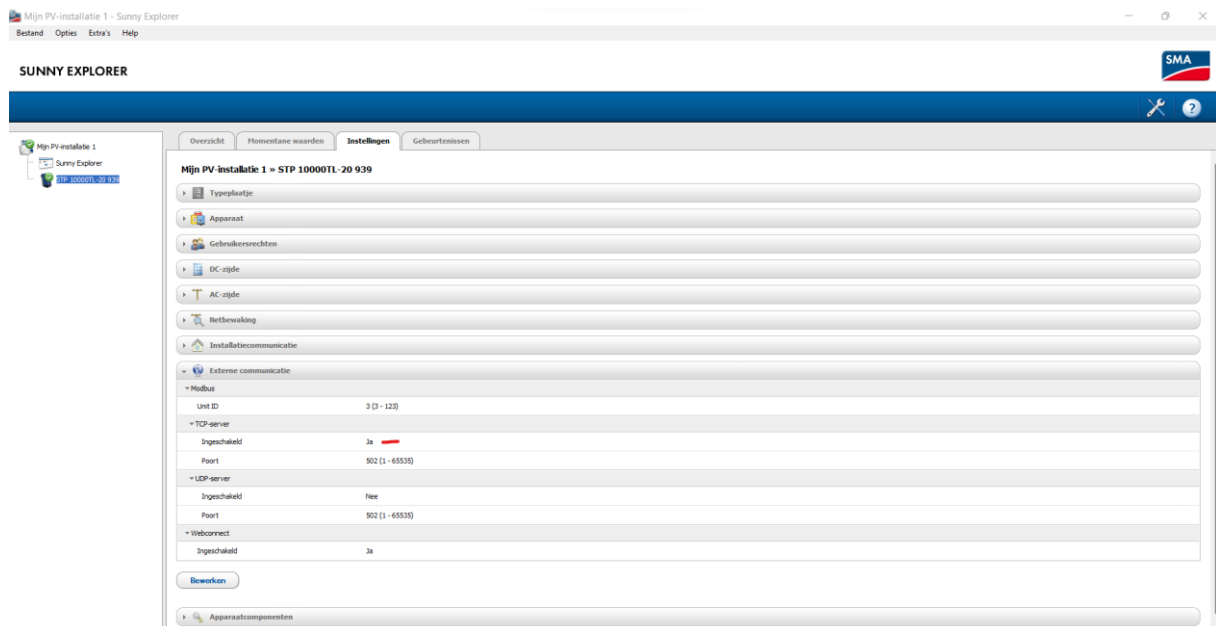 Mijn PV-installatie 1 - Sunny Explorer
Bestand Opties Extra's Help
SUNNY EXPLORER
SMA
?
Mijn PV-installatie 1
Sunny Explorer
STP 10000TL-20 939
Overzicht Momentane waarden Instellingen Gebeurtenissen
Mijn PV-installatie 1 » STP 10000TL-20 939
Typeplaatje
Apparaat
Gebruikersrechten
DC-zijde
AC-zijde
Netbewaking
Installatiecommunicatie
Externe communicatie
Modbus
Unit ID 3 (3 - 123)
TCP-server
Ingeschakeld Ja
Poort 502 (1 - 65535)
UDP-server
Ingeschakeld Nee
Poort 502 (1 - 65535)
Webconnect
Ingeschakeld Ja
Bewerken
Apparaatcomponenten